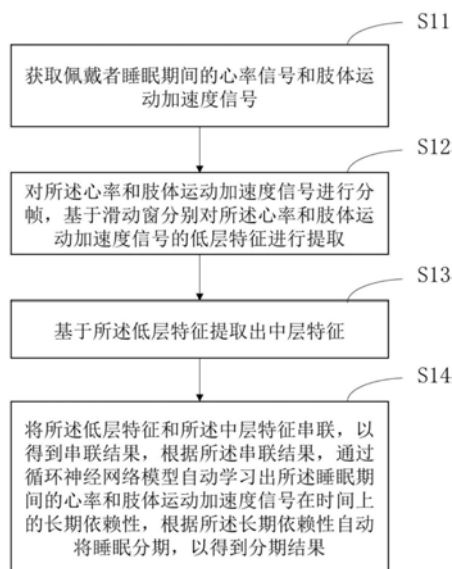 S11
获取佩戴者睡眠期间的心率信号和肢体运
动加速度信号
S12
对所述心率和肢体运动加速度信号进行分
帧，基于滑动窗分别对所述心率和肢体运
动加速度信号的低层特征进行提取
S13
基于所述低层特征提取出中层特征
S14
将所述低层特征和所述中层特征串联，以
得到串联结果，根据所述串联结果，通过
循环神经网络模型自动学习出所述睡眠期
间的心率和肢体运动加速度信号在时间上
的长期依赖性，根据所述长期依赖性自动
将睡眠分期，以得到分期结果